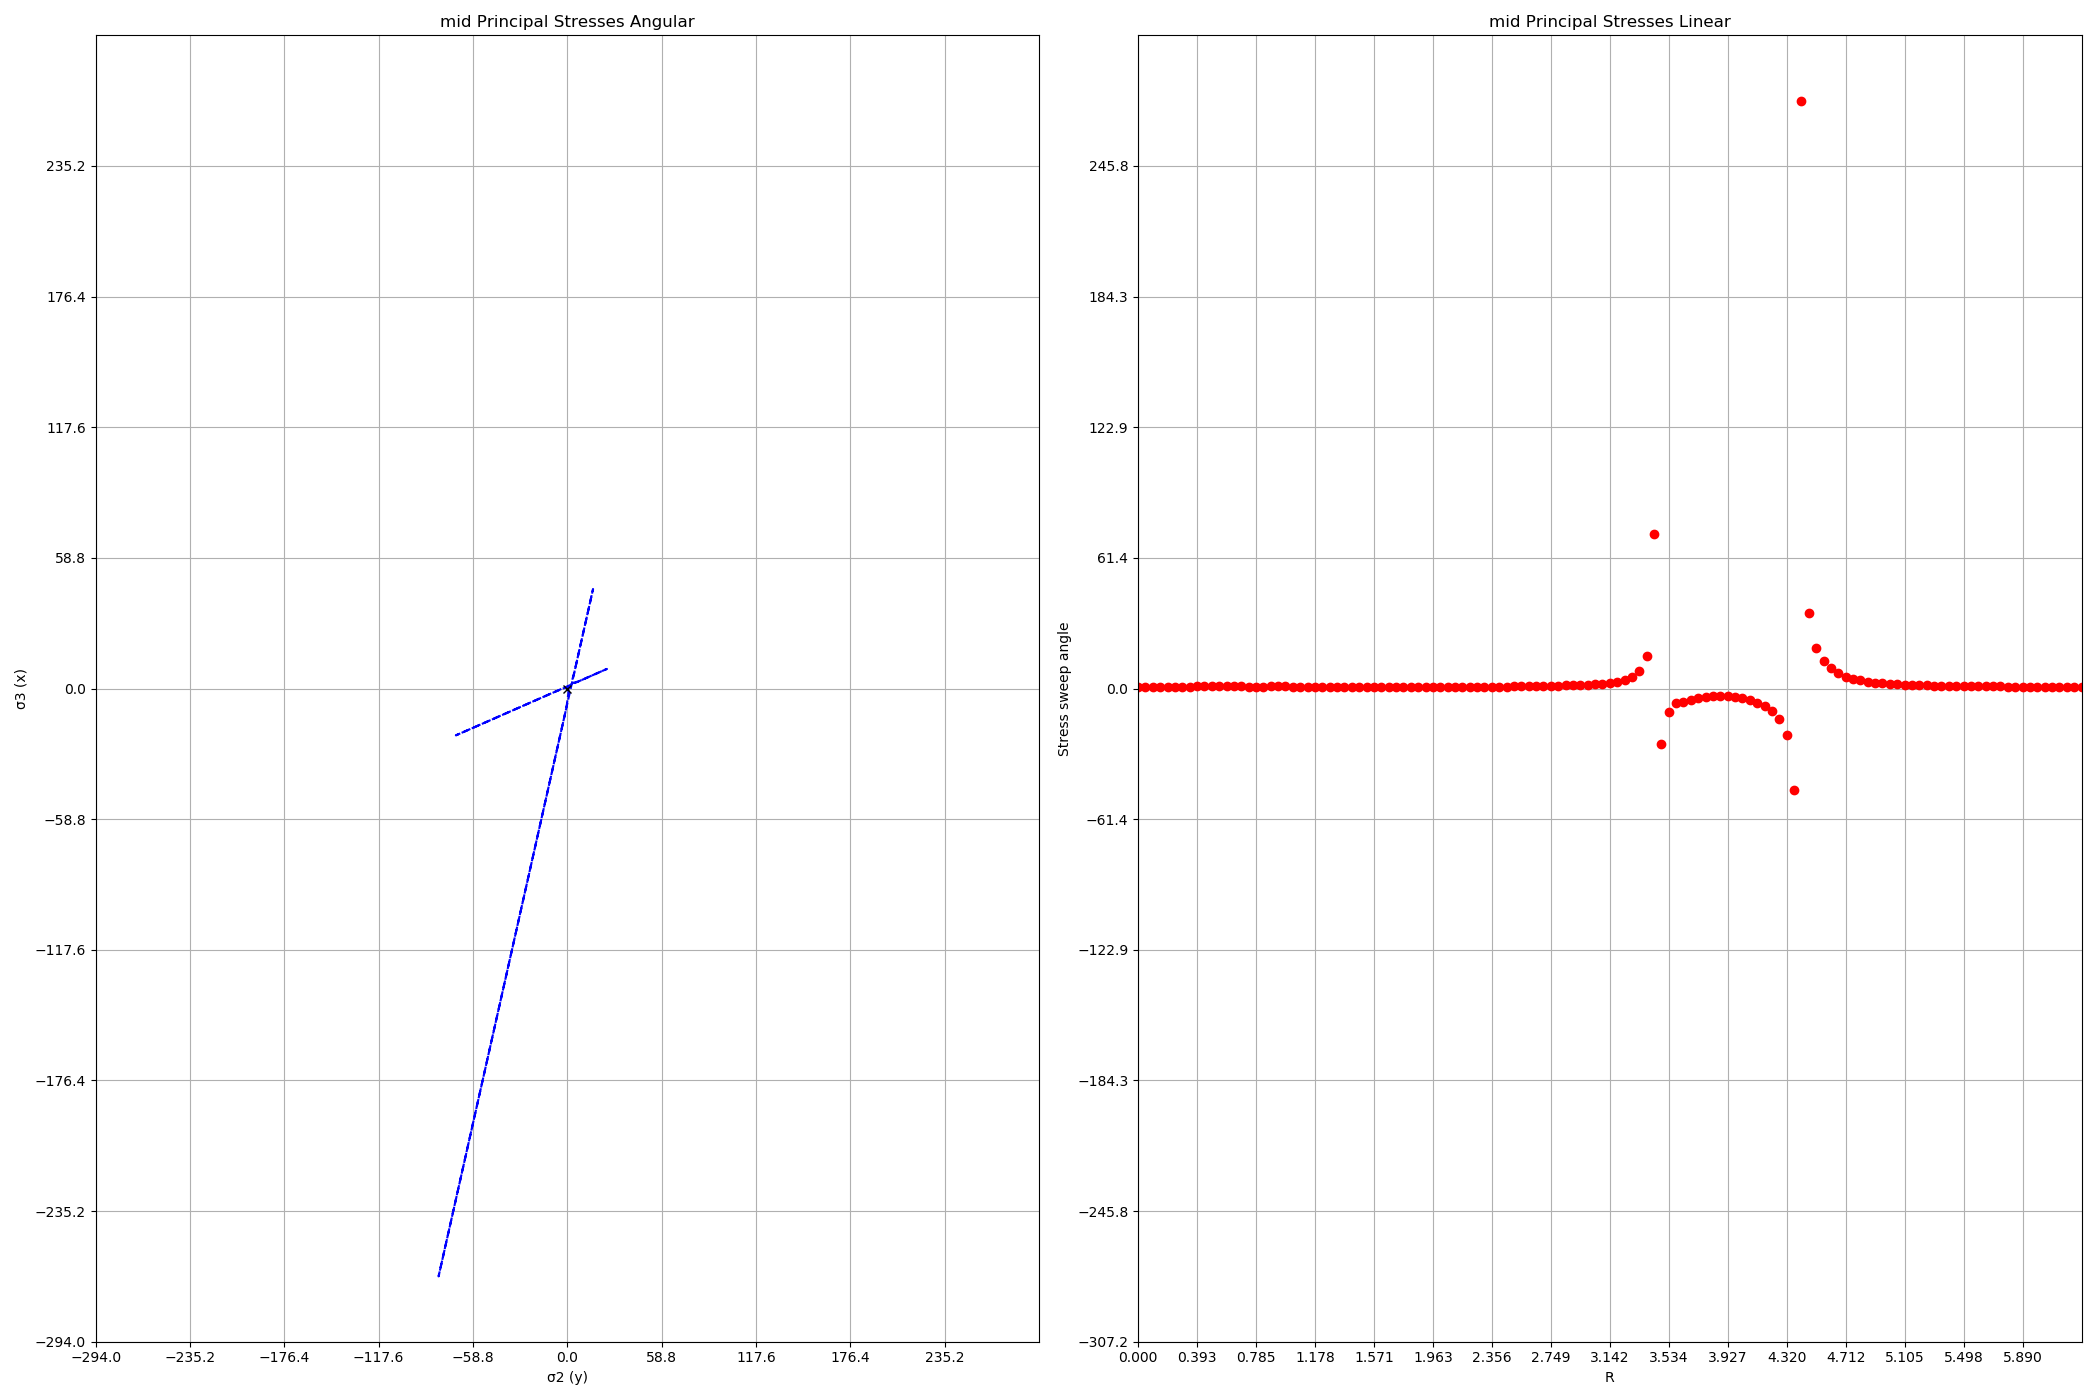 mid Principal Stresses Angular
235.2
176.4
117.6
58.8
0.0
−58.8
−117.6
−176.4
−235.2
−294.0
σ3 (x)
−294.0 −235.2 −176.4 −117.6 −58.8 0.0 58.8 117.6 176.4 235.2
σ2 (y)
mid Principal Stresses Linear
245.8
184.3
122.9
61.4
0.0
−61.4
−122.9
−184.3
−245.8
−307.2
Stress sweep angle
0.000 0.393 0.785 1.178 1.571 1.963 2.356 2.749 3.142 3.534 3.927 4.320 4.712 5.105 5.498 5.890
R